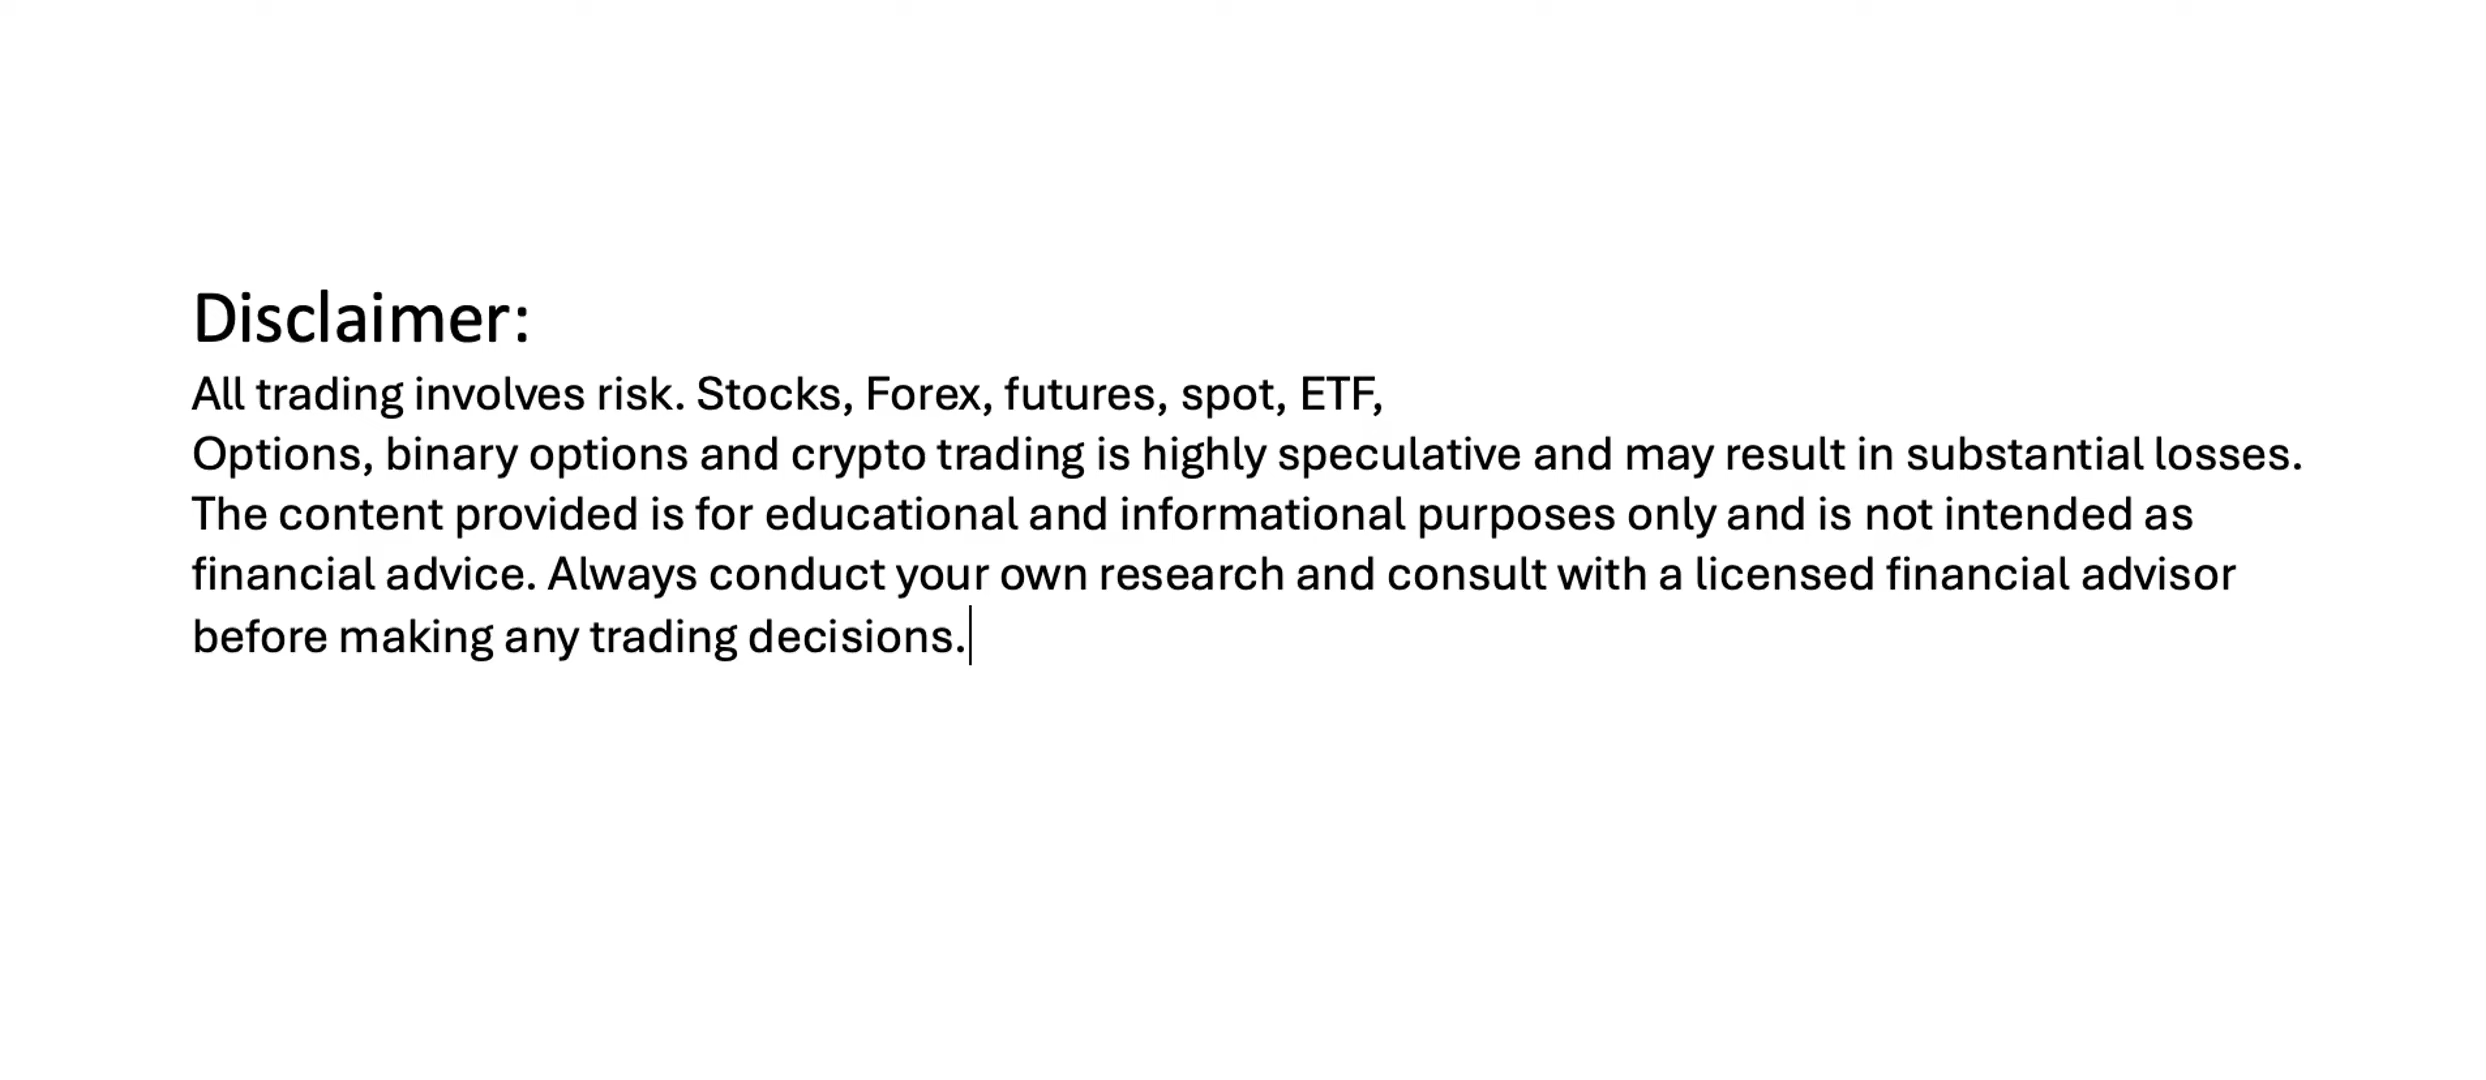 Disclaimer:
All trading involves risk. Stocks, Forex, futures, spot, ETF,
Options, binary options and crypto trading is highly speculative and may result in substantial losses.
The content provided is for educational and informational purposes only and is not intended as
financial advice. Always conduct your own research and consult with a licensed financial advisor
before making any trading decisions.